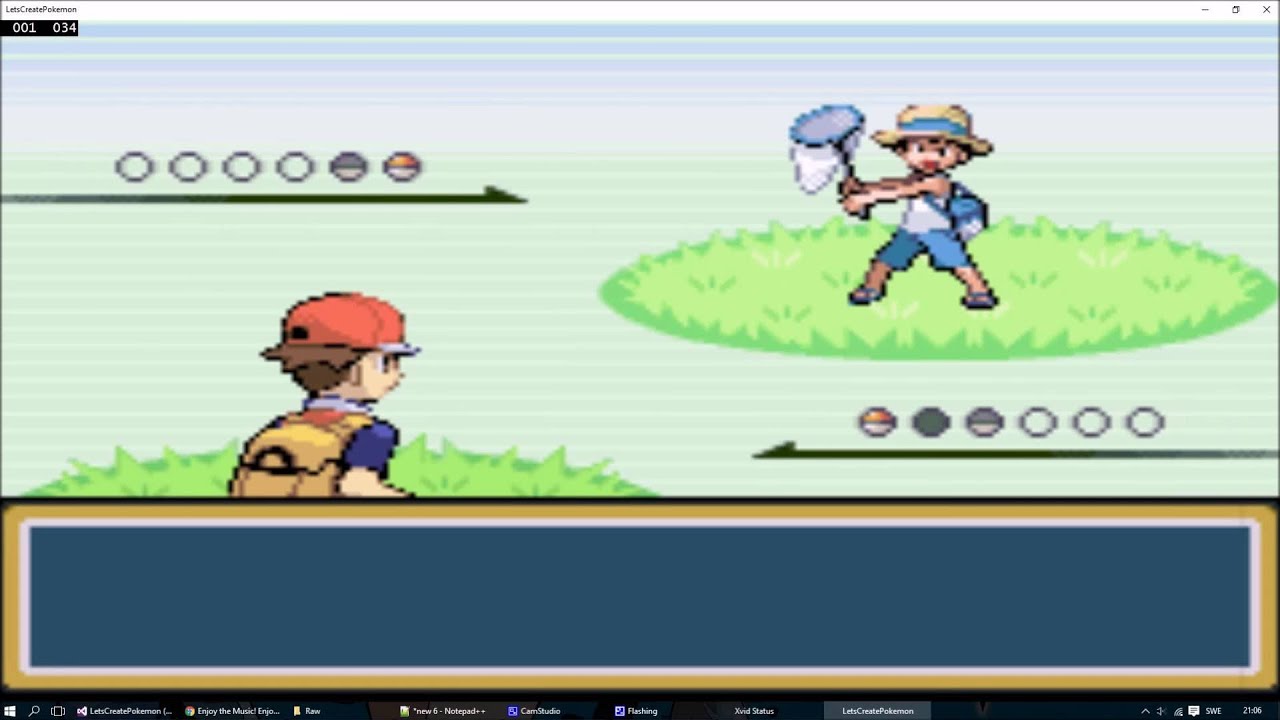 LetsCreatePokemon
001 034
LetsCreatePokemon (... Enjoy the Music! Enjo... Raw *new 6 - Notepad++ CamStudio Flashing Xvid Status LetsCreatePokemon SWE 21:06